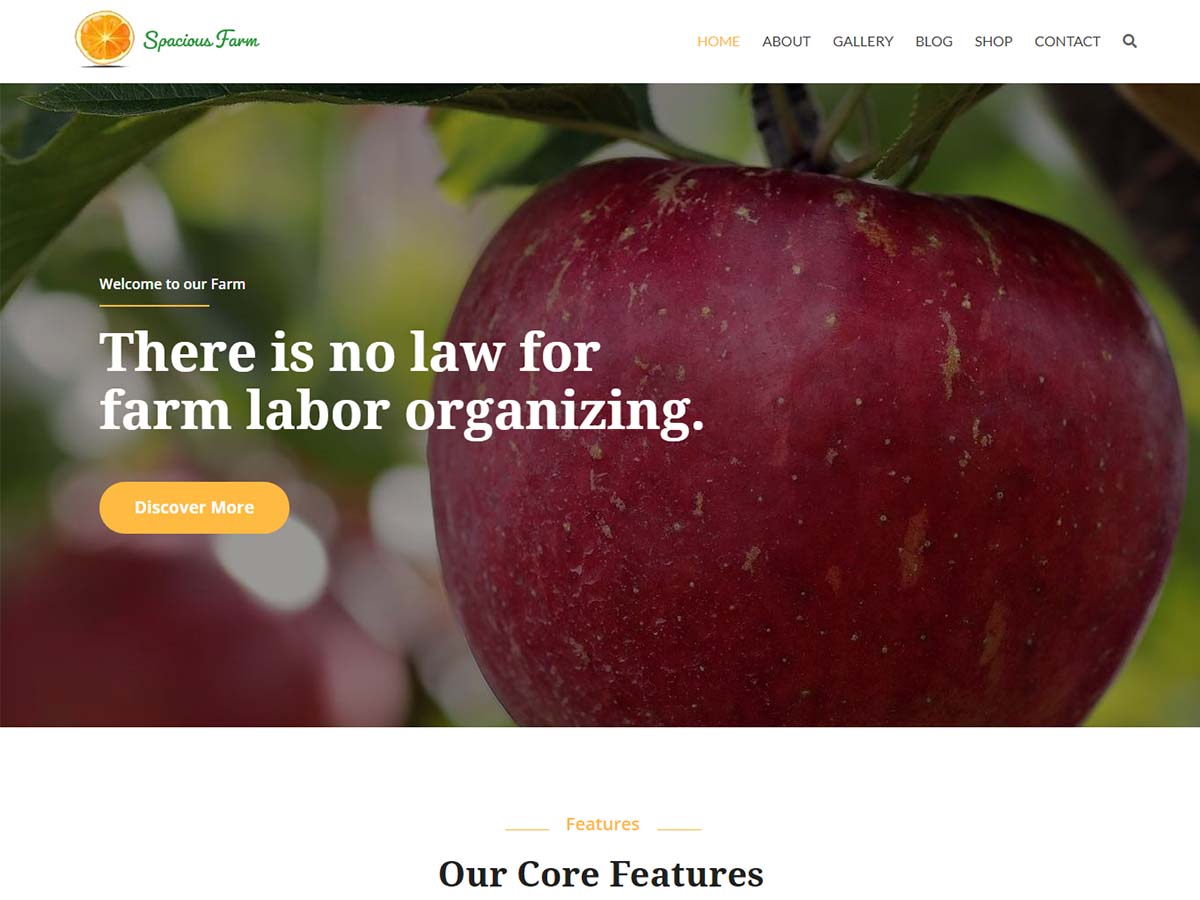 Spacious Farm
HOME ABOUT GALLERY BLOG SHOP CONTACT
Welcome to our Farm
There is no law for
farm labor organizing.
Discover More
Features
Our Core Features